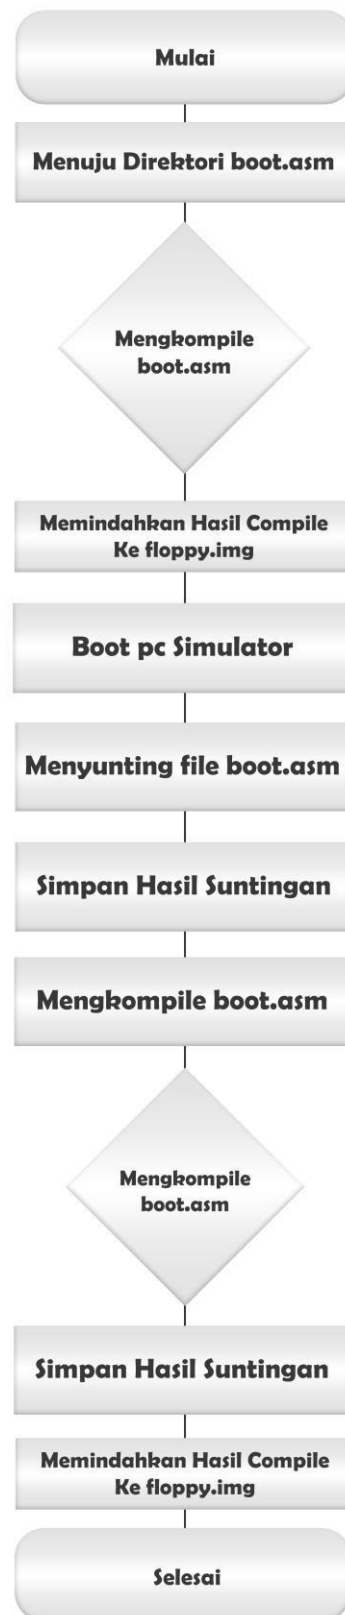 Mulai
Menuju Direktori boot.asm
Mengkompile
boot.asm
Memindahkan Hasil Compile
Ke floppy.img
Boot pc Simulator
Menyunting file boot.asm
Simpan Hasil Suntingan
Mengkompile boot.asm
Mengkompile
boot.asm
Simpan Hasil Suntingan
Memindahkan Hasil Compile
Ke floppy.img
Selesai